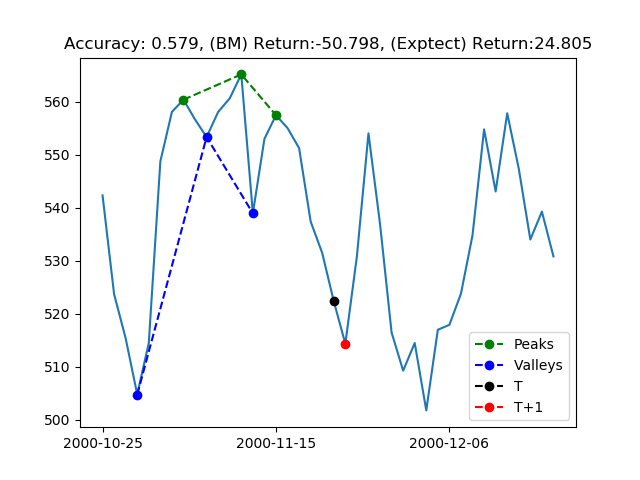 Accuracy: 0.579, (BM) Return:-50.798, (Exptect) Return:24.805
560
550
540
530
520
510
500
Peaks
Valleys
T
T+1
2000-10-25 2000-11-15 2000-12-06